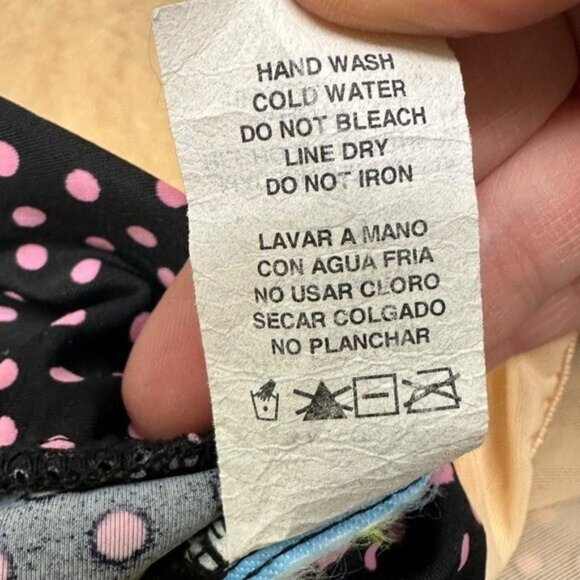 HAND WASH
COLD WATER
DO NOT BLEACH
LINE DRY
DO NOT IRON
LAVAR A MANO
CON AGUA FRIA
NO USAR CLORO
SECAR COLGADO
NO PLANCHAR